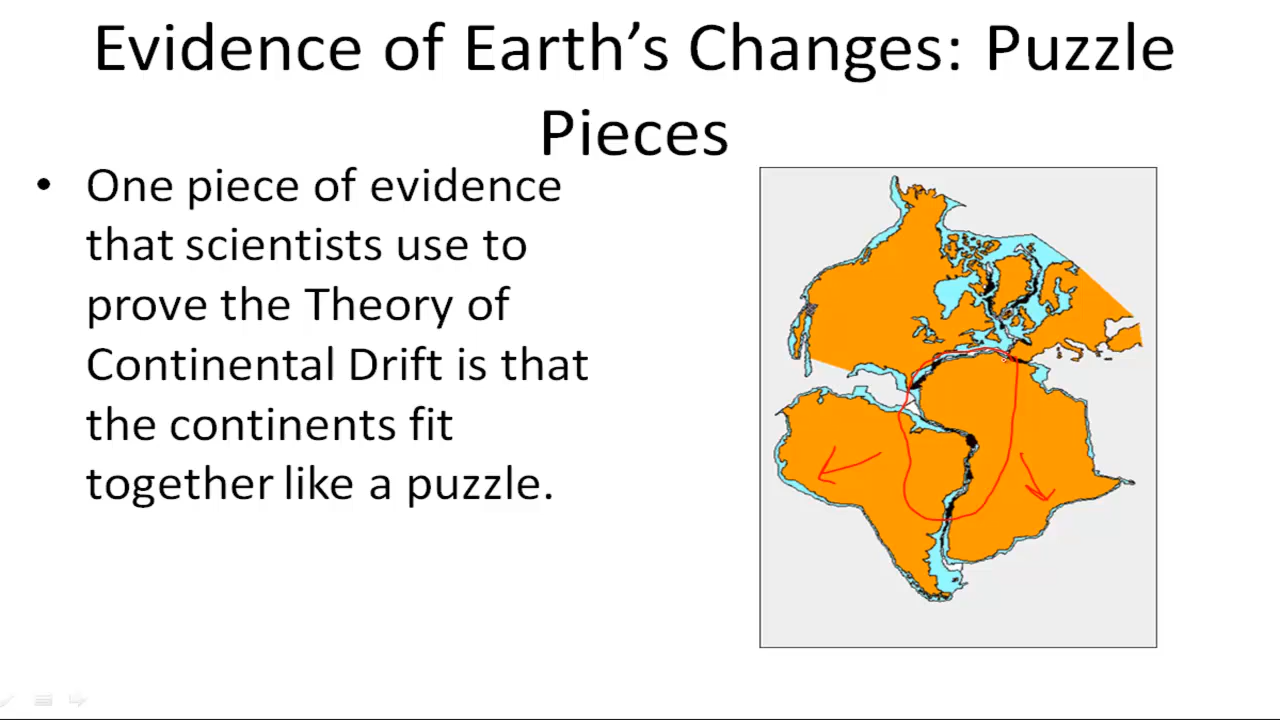 Evidence of Earth’s Changes: Puzzle
Pieces
• One piece of evidence
that scientists use to
prove the Theory of
Continental Drift is that
the continents fit
together like a puzzle.